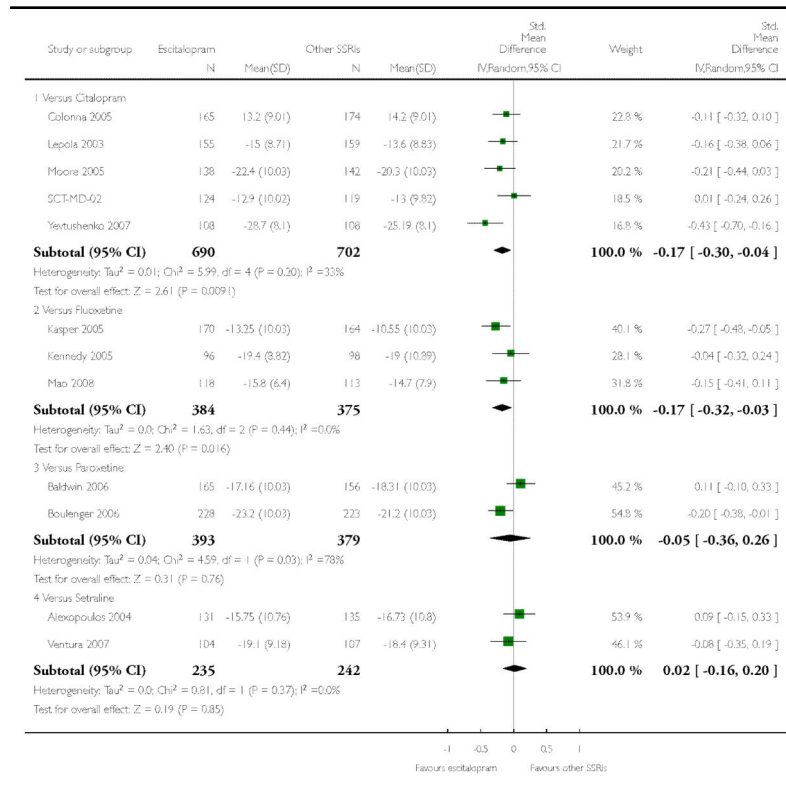 Study or subgroup Escitalopram Other SSRIs Std. Mean Difference Weight Std. Mean Difference
N Mean(SD) N Mean(SD) IV,Random,95% CI IV,Random,95% CI
1 Versus Citalopram
Colonna 2005 165 13.2 (9.01) 174 14.2 (9.01) 22.8 % -0.11 [ -0.32, 0.10 ]
Lepola 2003 155 -15 (8.71) 159 -13.6 (8.83) 21.7 % -0.16 [ -0.38, 0.06 ]
Moore 2005 138 -22.4 (10.03) 142 -20.3 (10.03) 20.2 % -0.21 [ -0.44, 0.03 ]
SCT-MD-02 124 -12.9 (10.02) 119 -13 (9.82) 18.5 % 0.01 [ -0.24, 0.26 ]
Yevtushenko 2007 108 -28.7 (8.1) 108 -25.19 (8.1) 16.8 % -0.43 [ -0.70, -0.16 ]
Subtotal (95% CI) 690 702 100.0 % -0.17 [ -0.30, -0.04 ]
Heterogeneity: Tau² = 0.01; Chi² = 5.99, df = 4 (P = 0.20); I² =33%
Test for overall effect: Z = 2.61 (P = 0.0091)
2 Versus Fluoxetine
Kasper 2005 170 -13.25 (10.03) 164 -10.55 (10.03) 40.1 % -0.27 [ -0.48, -0.05 ]
Kennedy 2005 96 -19.4 (8.82) 98 -19 (10.89) 28.1 % -0.04 [ -0.32, 0.24 ]
Mao 2008 118 -15.8 (6.4) 113 -14.7 (7.9) 31.8 % -0.15 [ -0.41, 0.11 ]
Subtotal (95% CI) 384 375 100.0 % -0.17 [ -0.32, -0.03 ]
Heterogeneity: Tau² = 0.0; Chi² = 1.63, df = 2 (P = 0.44); I² =0.0%
Test for overall effect: Z = 2.40 (P = 0.016)
3 Versus Paroxetine
Baldwin 2006 165 -17.16 (10.03) 156 -18.31 (10.03) 45.2 % 0.11 [ -0.10, 0.33 ]
Boulenger 2006 228 -23.2 (10.03) 223 -21.2 (10.03) 54.8 % -0.20 [ -0.38, -0.01 ]
Subtotal (95% CI) 393 379 100.0 % -0.05 [ -0.36, 0.26 ]
Heterogeneity: Tau² = 0.04; Chi² = 4.59, df = 1 (P = 0.03); I² =78%
Test for overall effect: Z = 0.31 (P = 0.76)
4 Versus Setraline
Alexopoulos 2004 131 -15.75 (10.76) 135 -16.73 (10.8) 53.9 % 0.09 [ -0.15, 0.33 ]
Ventura 2007 104 -19.1 (9.18) 107 -18.4 (9.31) 46.1 % -0.08 [ -0.35, 0.19 ]
Subtotal (95% CI) 235 242 100.0 % 0.02 [ -0.16, 0.20 ]
Heterogeneity: Tau² = 0.0; Chi² = 0.81, df = 1 (P = 0.37); I² =0.0%
Test for overall effect: Z = 0.19 (P = 0.85)
-1 -0.5 0 0.5 1
Favours escitalopram Favours other SSRIs